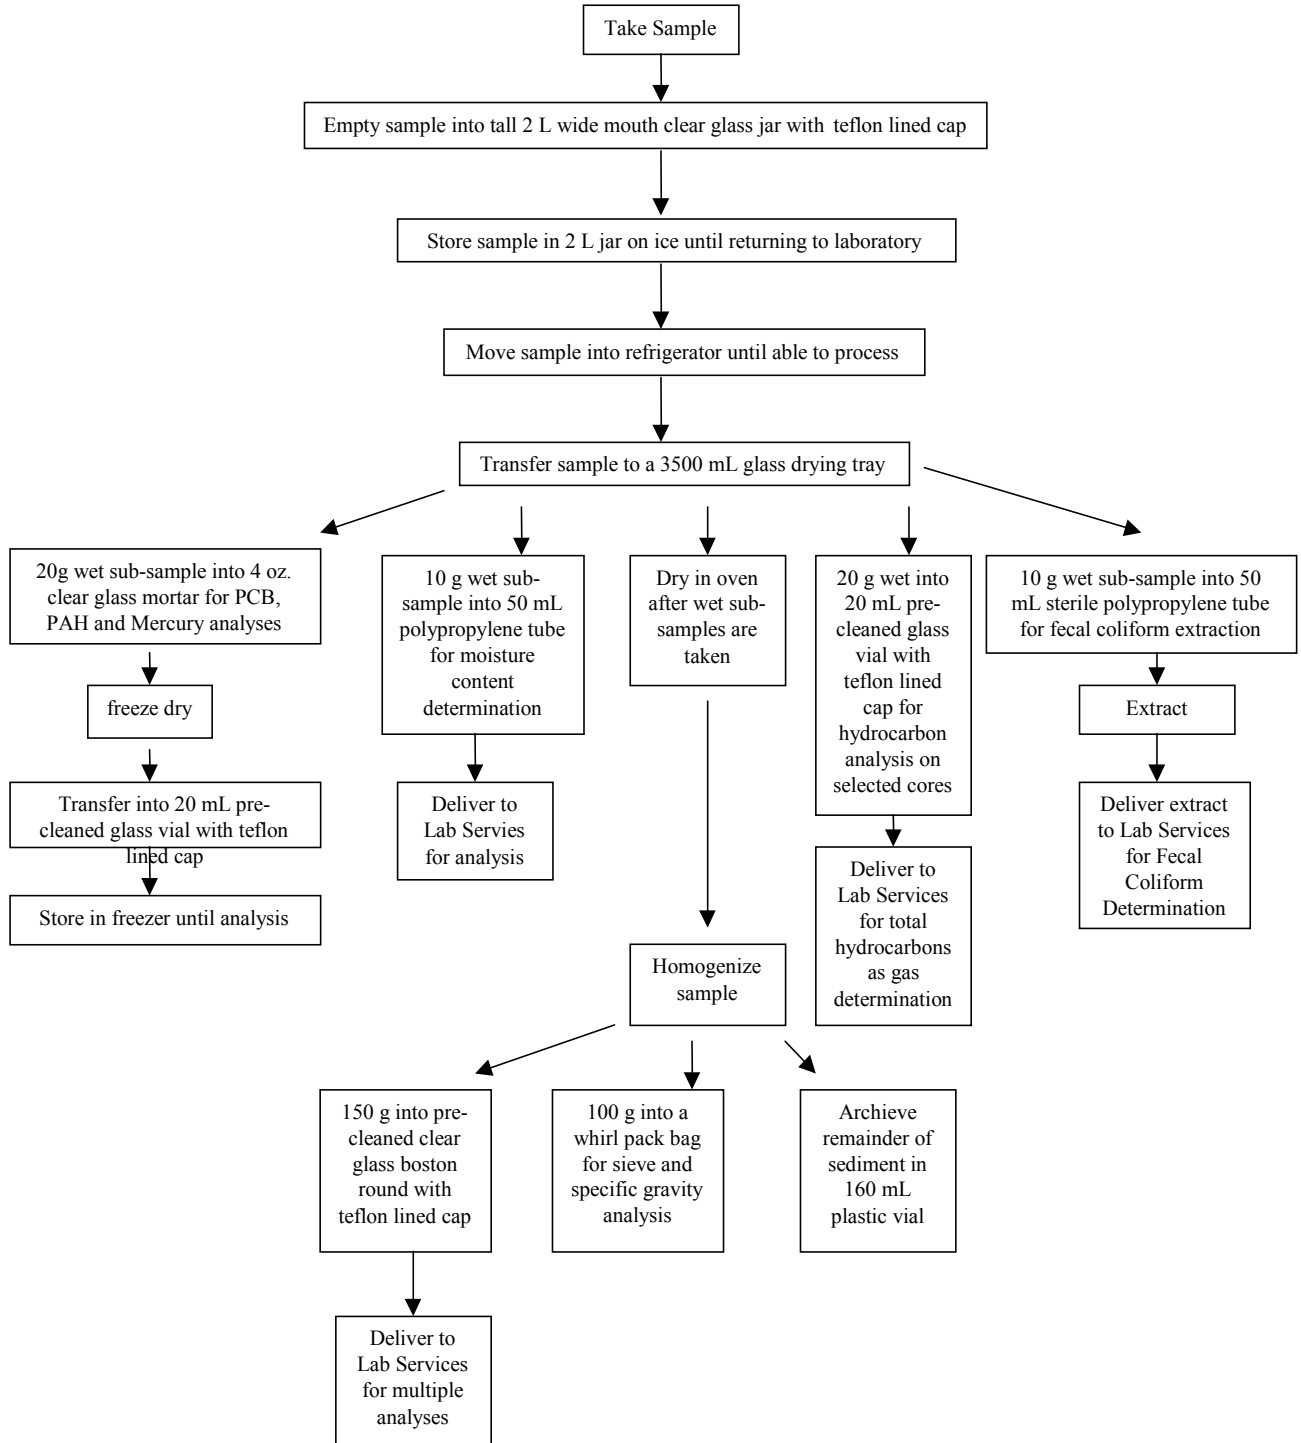 Take Sample
Empty sample into tall 2 L wide mouth clear glass jar with teflon lined cap
Store sample in 2 L jar on ice until returning to laboratory
Move sample into refrigerator until able to process
Transfer sample to a 3500 mL glass drying tray
20g wet sub-sample into 4 oz.
clear glass mortar for PCB,
PAH and Mercury analyses
freeze dry
Transfer into 20 mL pre-
cleaned glass vial with teflon
lined cap
Store in freezer until analysis
10 g wet sub-
sample into 50 mL
polypropylene tube
for moisture
content
determination
Deliver to
Lab Servies
for analysis
Dry in oven
after wet sub-
samples are
taken
Homogenize
sample
150 g into pre-
cleaned clear
glass boston
round with
teflon lined cap
Deliver to
Lab Services
for multiple
analyses
100 g into a
whirl pack bag
for sieve and
specific gravity
analysis
Archieve
remainder of
sediment in
160 mL
plastic vial
20 g wet into
20 mL pre-
cleaned glass
vial with
teflon lined
cap for
hydrocarbon
analysis on
selected cores
Deliver to
Lab Services
for total
hydrocarbons
as gas
determination
10 g wet sub-sample into 50
mL sterile polypropylene tube
for fecal coliform extraction
Extract
Deliver extract
to Lab Services
for Fecal
Coliform
Determination